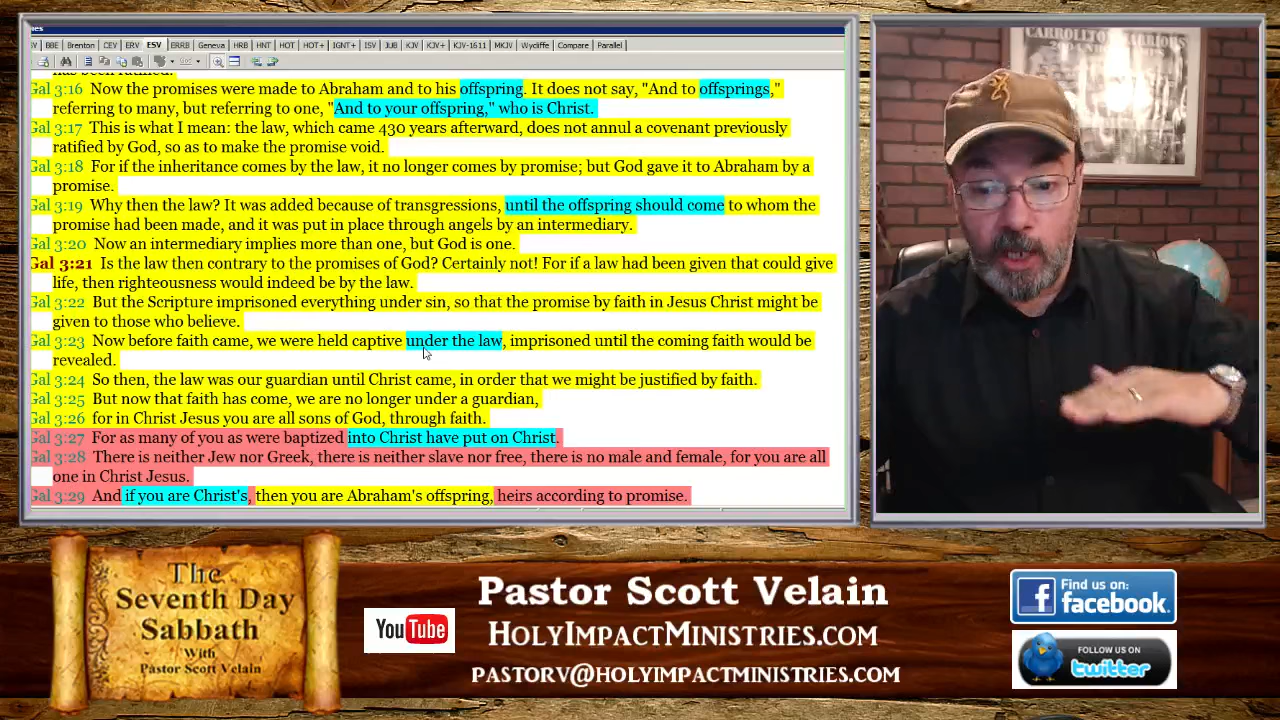 BBE Brenton CEV ERV ESV ERRB Geneva HRB HNT HOT HOT+ IGNT+ ISV JUB KJV KJV+ KJV-1611 MKJV Wycliffe Compare Parallel
has been ratified.
Gal 3:16 Now the promises were made to Abraham and to his offspring. It does not say, "And to offsprings,"
referring to many, but referring to one, "And to your offspring," who is Christ.
Gal 3:17 This is what I mean: the law, which came 430 years afterward, does not annul a covenant previously
ratified by God, so as to make the promise void.
Gal 3:18 For if the inheritance comes by the law, it no longer comes by promise; but God gave it to Abraham by a
promise.
Gal 3:19 Why then the law? It was added because of transgressions, until the offspring should come to whom the
promise had been made, and it was put in place through angels by an intermediary.
Gal 3:20 Now an intermediary implies more than one, but God is one.
Gal 3:21 Is the law then contrary to the promises of God? Certainly not! For if a law had been given that could give
life, then righteousness would indeed be by the law.
Gal 3:22 But the Scripture imprisoned everything under sin, so that the promise by faith in Jesus Christ might be
given to those who believe.
Gal 3:23 Now before faith came, we were held captive under the law, imprisoned until the coming faith would be
revealed.
Gal 3:24 So then, the law was our guardian until Christ came, in order that we might be justified by faith.
Gal 3:25 But now that faith has come, we are no longer under a guardian,
Gal 3:26 for in Christ Jesus you are all sons of God, through faith.
Gal 3:27 For as many of you as were baptized into Christ have put on Christ.
Gal 3:28 There is neither Jew nor Greek, there is neither slave nor free, there is no male and female, for you are all
one in Christ Jesus.
Gal 3:29 And if you are Christ's, then you are Abraham's offspring, heirs according to promise.
CARROLLTON WARRIORS
The
Seventh Day
Sabbath
With
Pastor Scott Velain
YouTube
Pastor Scott Velain
HolyImpactMinistries.com
pastorv@holyimpactministries.com
Find us on:
facebook.
FOLLOW US ON
twitter